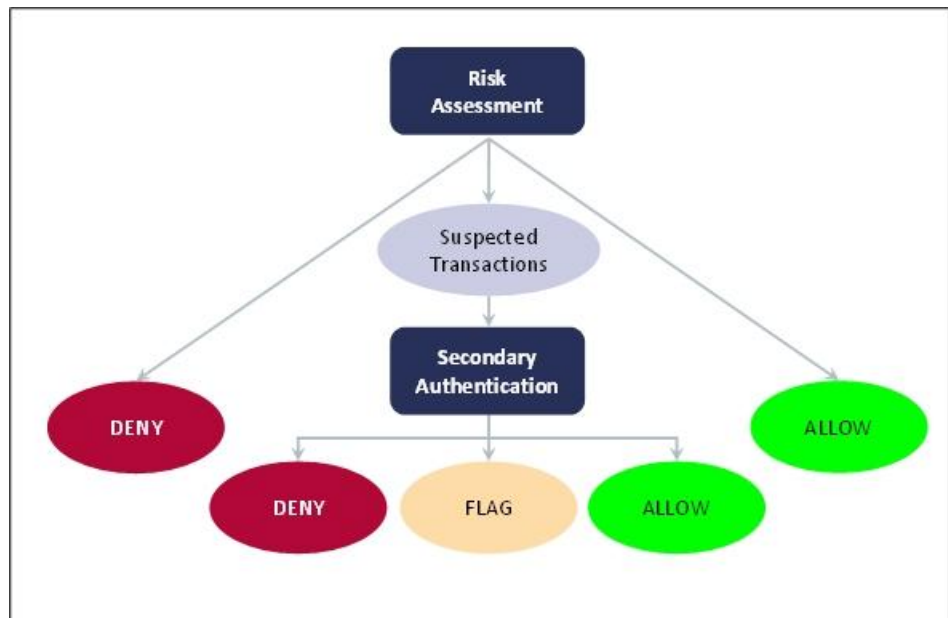 Risk
Assessment
Suspected
Transactions
Secondary
Authentication
DENY
ALLOW
DENY
FLAG
ALLOW